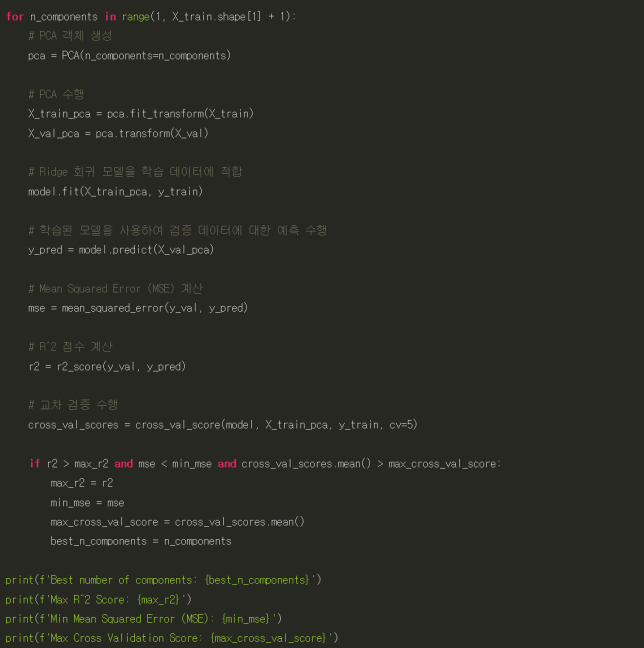 for n_components in range(1, X_train.shape[1] + 1):
# PCA 객체 생성
pca = PCA(n_components=n_components)
# PCA 수행
X_train_pca = pca.fit_transform(X_train)
X_val_pca = pca.transform(X_val)
# Ridge 회귀 모델을 학습 데이터에 적합
model.fit(X_train_pca, y_train)
# 학습된 모델을 사용하여 검증 데이터에 대한 예측 수행
y_pred = model.predict(X_val_pca)
# Mean Squared Error (MSE) 계산
mse = mean_squared_error(y_val, y_pred)
# R^2 점수 계산
r2 = r2_score(y_val, y_pred)
# 교차 검증 수행
cross_val_scores = cross_val_score(model, X_train_pca, y_train, cv=5)
if r2 > max_r2 and mse < min_mse and cross_val_scores.mean() > max_cross_val_score:
max_r2 = r2
min_mse = mse
max_cross_val_score = cross_val_scores.mean()
best_n_components = n_components
print(f'Best number of components: {best_n_components}')
print(f'Max R^2 Score: {max_r2}')
print(f'Min Mean Squared Error (MSE): {min_mse}')
print(f'Max Cross Validation Score: {max_cross_val_score}')